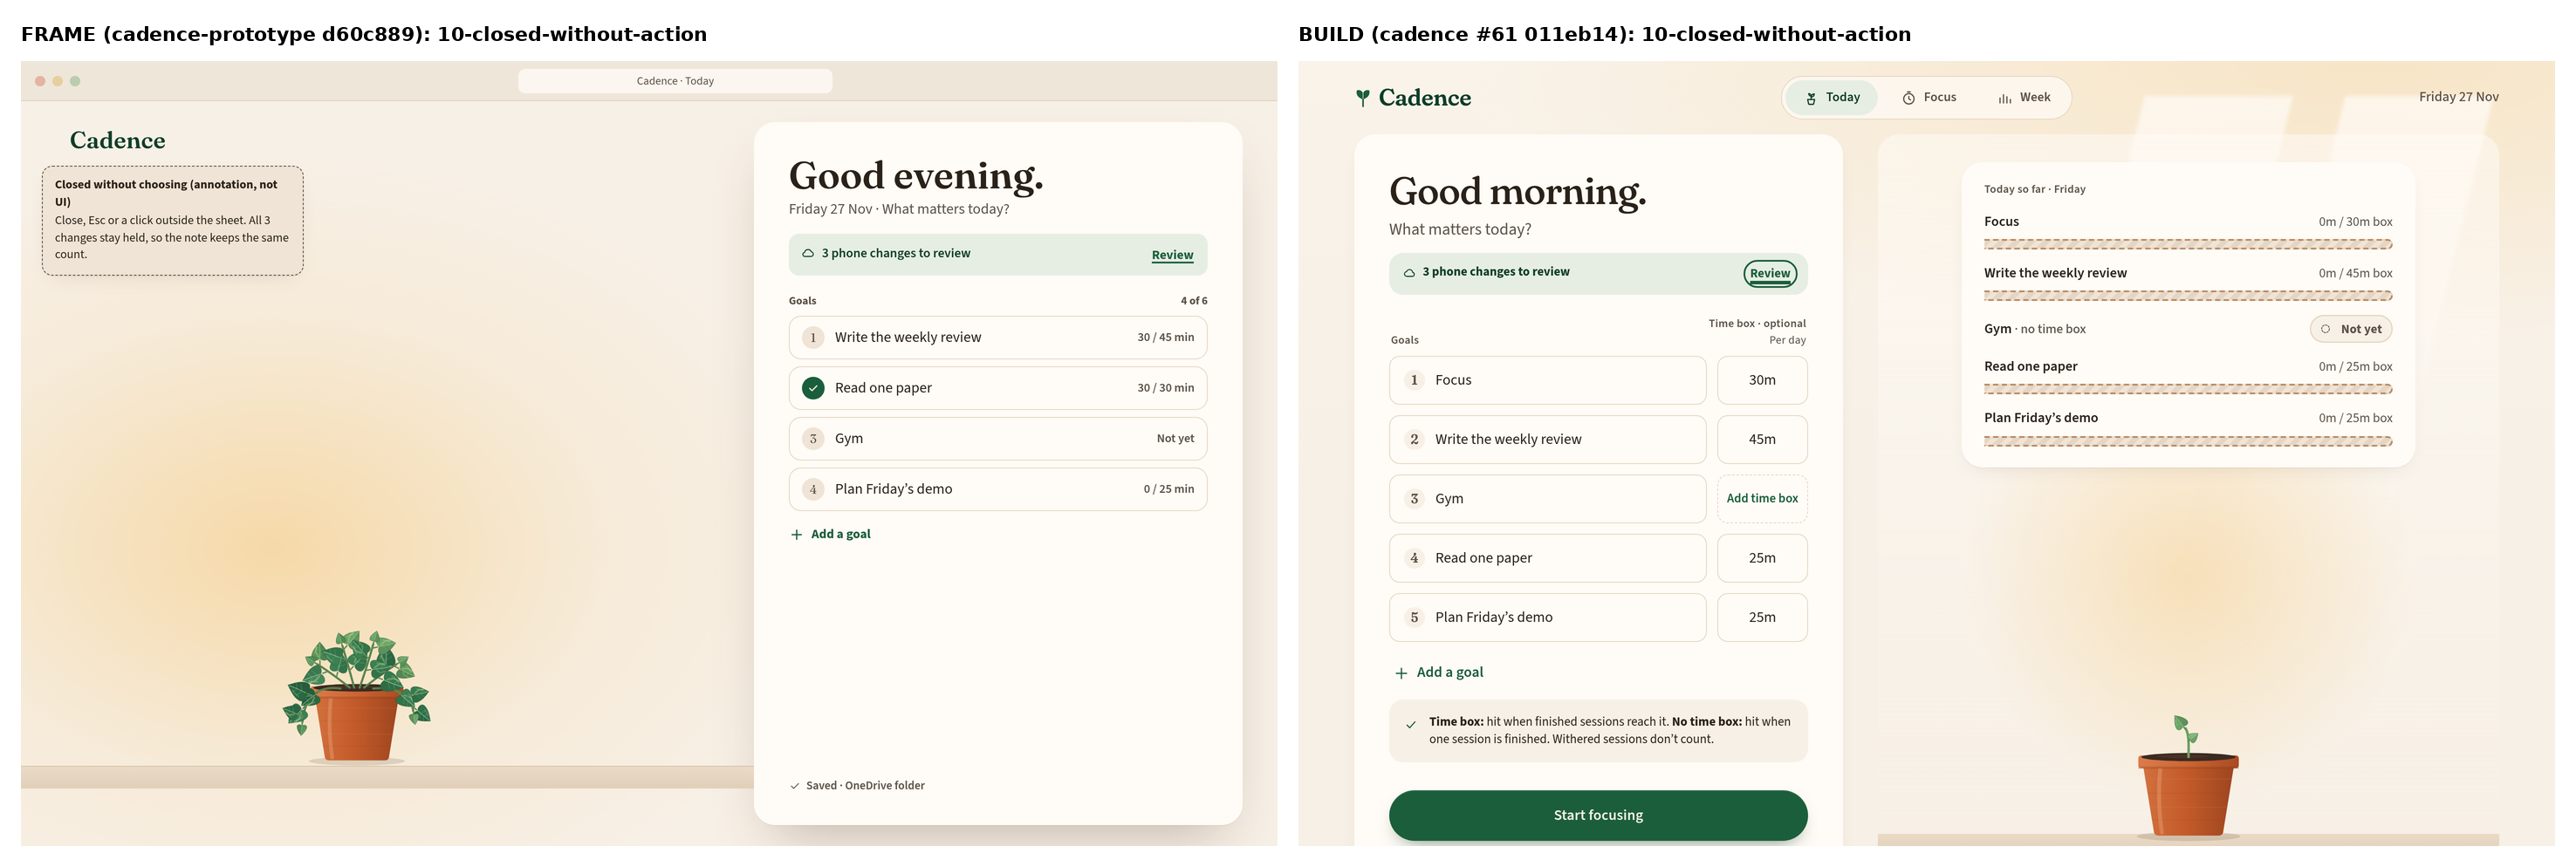 FRAME (cadence-prototype d60c889): 10-closed-without-action
Cadence · Today
Cadence
Closed without choosing (annotation, not
UI)
Close, Esc or a click outside the sheet. All 3
changes stay held, so the note keeps the same
count.
Good evening.
Friday 27 Nov · What matters today?
3 phone changes to review
Review
Goals
4 of 6
1
Write the weekly review
30 / 45 min
Read one paper
30 / 30 min
3
Gym
Not yet
4
Plan Friday’s demo
0 / 25 min
Add a goal
Saved · OneDrive folder
BUILD (cadence #61 011eb14): 10-closed-without-action
Cadence
Today
Focus
Week
Friday 27 Nov
Good morning.
What matters today?
3 phone changes to review
Review
Goals
Time box · optional
Per day
1
Focus
30m
2
Write the weekly review
45m
3
Gym
Add time box
4
Read one paper
25m
5
Plan Friday’s demo
25m
Add a goal
Time box: hit when finished sessions reach it. No time box: hit when
one session is finished. Withered sessions don’t count.
Start focusing
Today so far · Friday
Focus
0m / 30m box
Write the weekly review
0m / 45m box
Gym · no time box
Not yet
Read one paper
0m / 25m box
Plan Friday’s demo
0m / 25m box